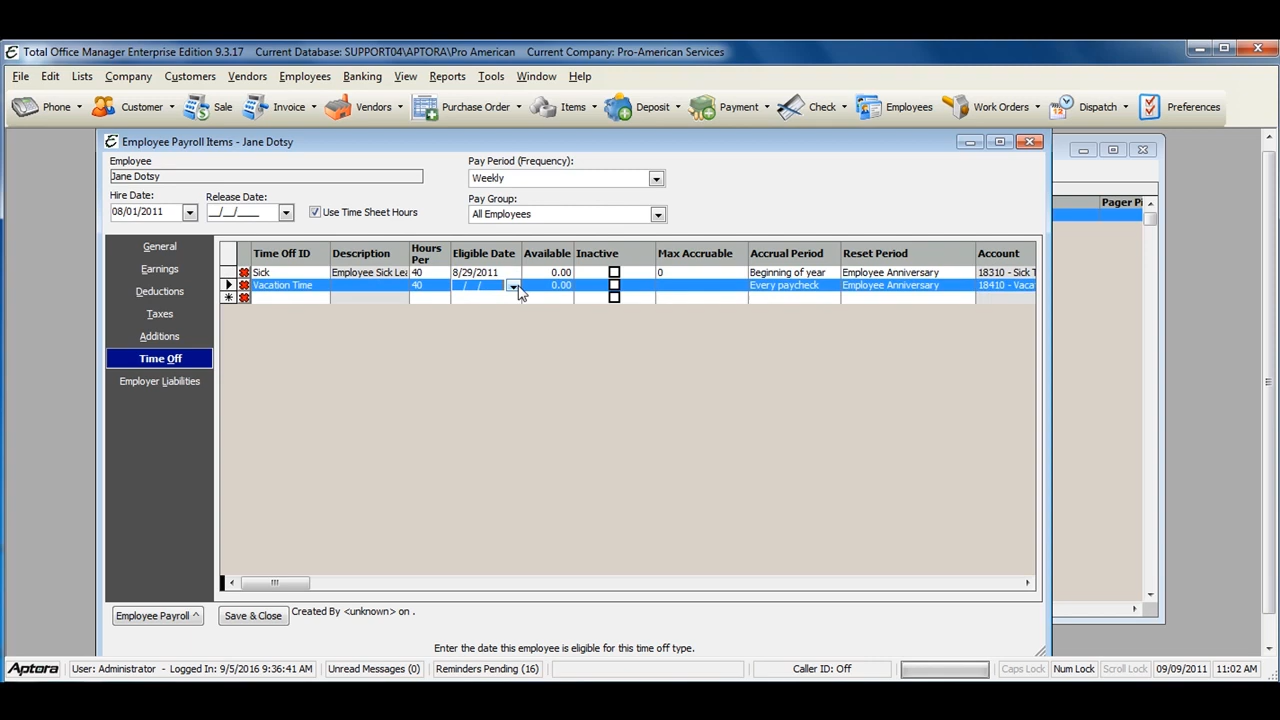 Total Office Manager Enterprise Edition 9.3.17 Current Database: SUPPORT04\APTORA\Pro American Current Company: Pro-American Services
File Edit Lists Company Customers Vendors Employees Banking View Reports Tools Window Help
Phone Customer Sale Invoice Vendors Purchase Order Items Deposit Payment Check Employees Work Orders Dispatch Preferences
Employee Payroll Items - Jane Dotsy
Employee
Jane Dotsy
Pay Period (Frequency):
Weekly
Hire Date:
08/01/2011
Release Date:
__/__/____
Use Time Sheet Hours
Pay Group:
All Employees
Pager Pi
General
Earnings
Deductions
Taxes
Additions
Time Off
Employer Liabilities
Time Off ID Description Hours Per Eligible Date Available Inactive Max Accruable Accrual Period Reset Period Account
Sick Employee Sick Lea 40 8/29/2011 0.00 0 Beginning of year Employee Anniversary 18310 - Sick T
Vacation Time 40 / / 0.00 Every paycheck Employee Anniversary 18410 - Vaca
Employee Payroll ^ Save & Close Created By <unknown> on .
Enter the date this employee is eligible for this time off type.
Aptora User: Administrator - Logged In: 9/5/2016 9:36:41 AM Unread Messages (0) Reminders Pending (16) Caller ID: Off Caps Lock Num Lock Scroll Lock 09/09/2011 11:02 AM